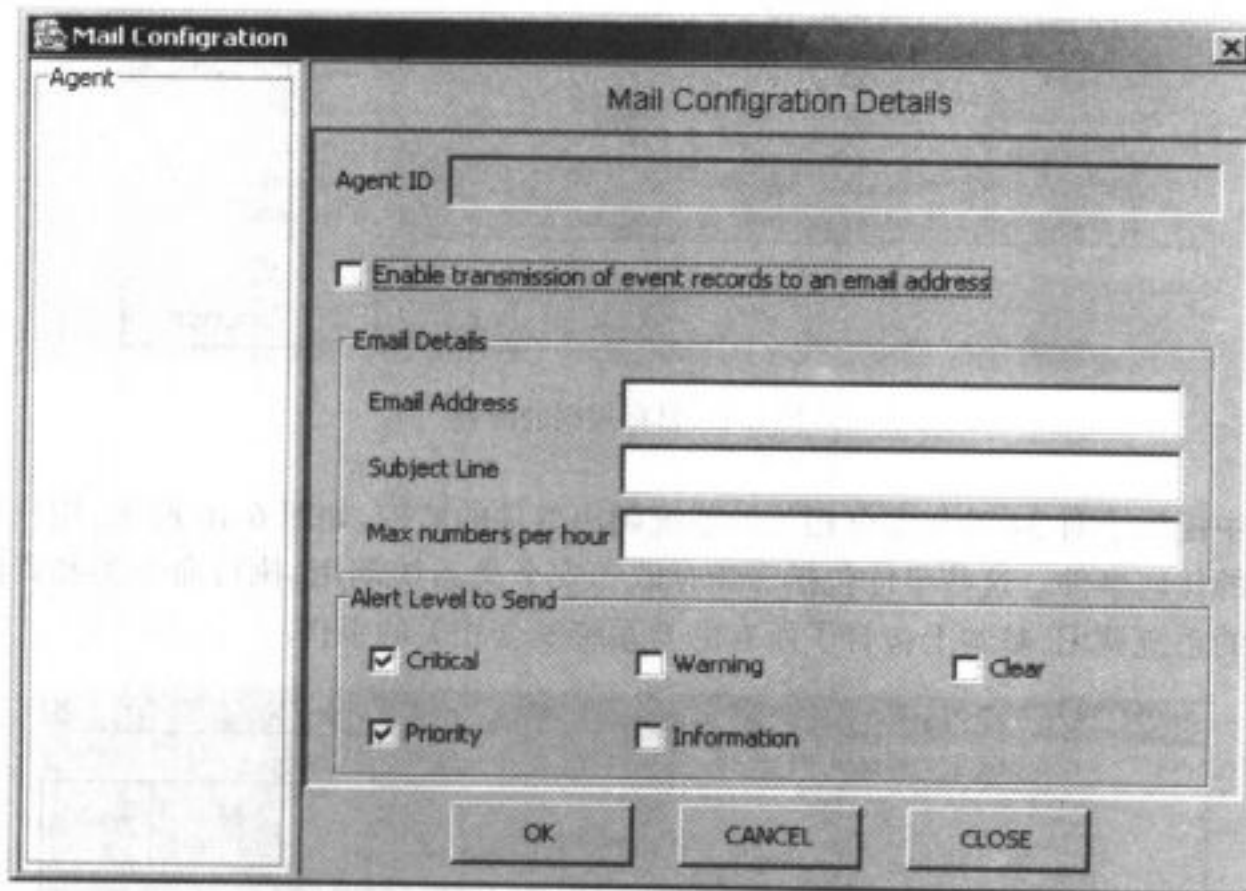 Mail Configration
Agent
Mail Configration Details
Agent ID
Enable transmission of event records to an email address
Email Details
Email Address
Subject Line
Max numbers per hour
Alert Level to Send
Critical
Warning
Clear
Priority
Information
OK
CANCEL
CLOSE